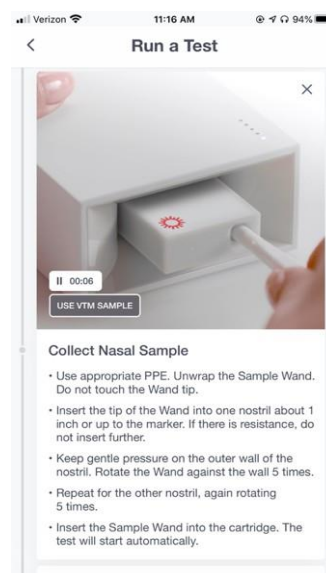 Verizon 11:16 AM 94%
Run a Test
00:06
USE VTM SAMPLE
Collect Nasal Sample
• Use appropriate PPE. Unwrap the Sample Wand.
Do not touch the Wand tip.
• Insert the tip of the Wand into one nostril about 1
inch or up to the marker. If there is resistance, do
not insert further.
• Keep gentle pressure on the outer wall of the
nostril. Rotate the Wand against the wall 5 times.
• Repeat for the other nostril, again rotating
5 times.
• Insert the Sample Wand into the cartridge. The
test will start automatically.